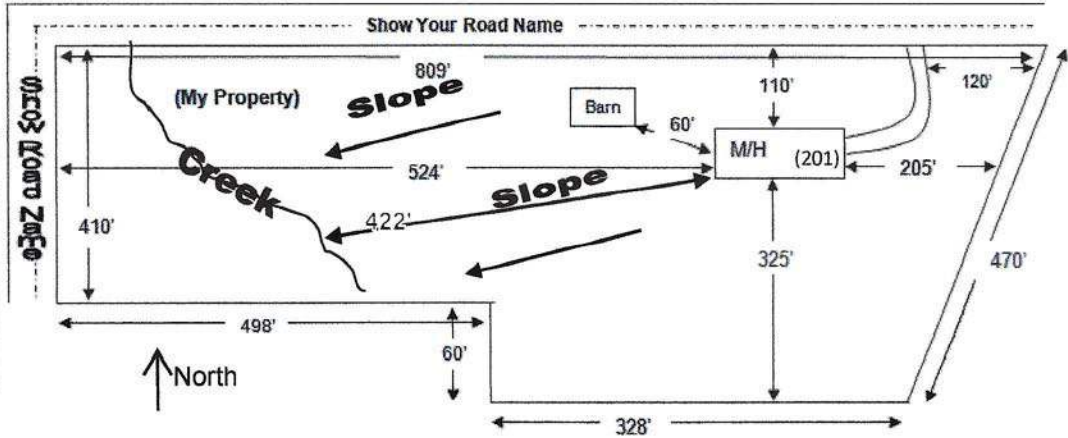 Show Your Road Name
809'
110'
120'
(My Property)
Slope
Barn
60'
M/H
(201)
Show Road Name
Creek
524'
205'
Slope
410'
422'
325'
470'
498'
60'
North
328'